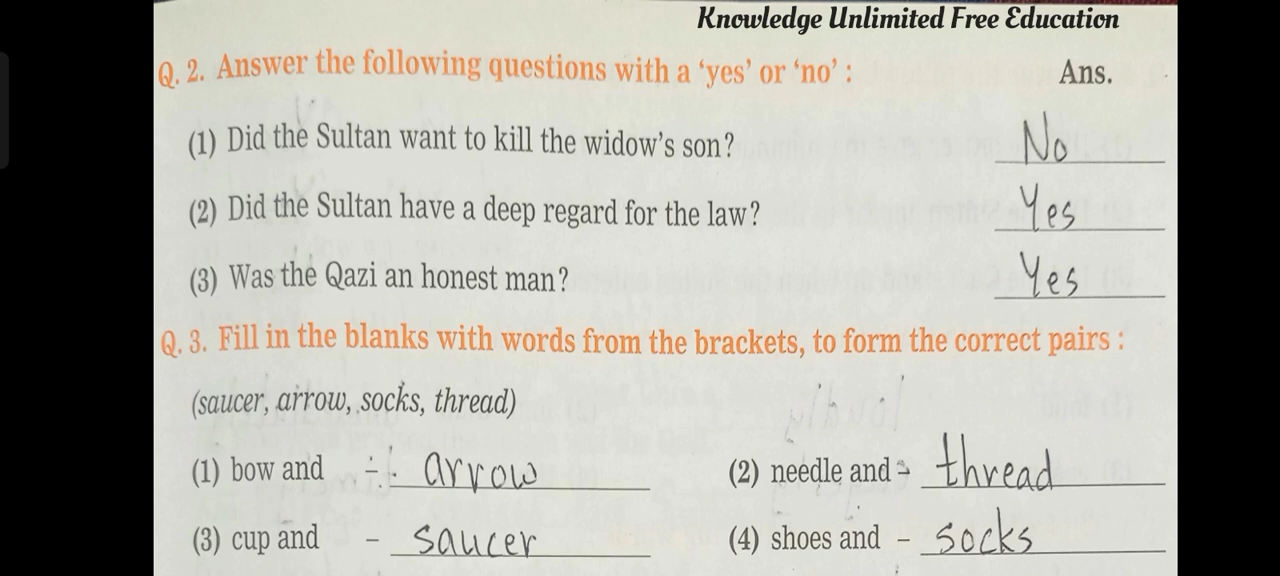 Knowledge Unlimited Free Education
Q. 2. Answer the following questions with a ‘yes’ or ‘no’ : Ans.
(1) Did the Sultan want to kill the widow’s son? No
(2) Did the Sultan have a deep regard for the law? Yes
(3) Was the Qazi an honest man? Yes
Q. 3. Fill in the blanks with words from the brackets, to form the correct pairs :
(saucer, arrow, socks, thread)
(1) bow and - arrow (2) needle and - thread
(3) cup and - saucer (4) shoes and - socks